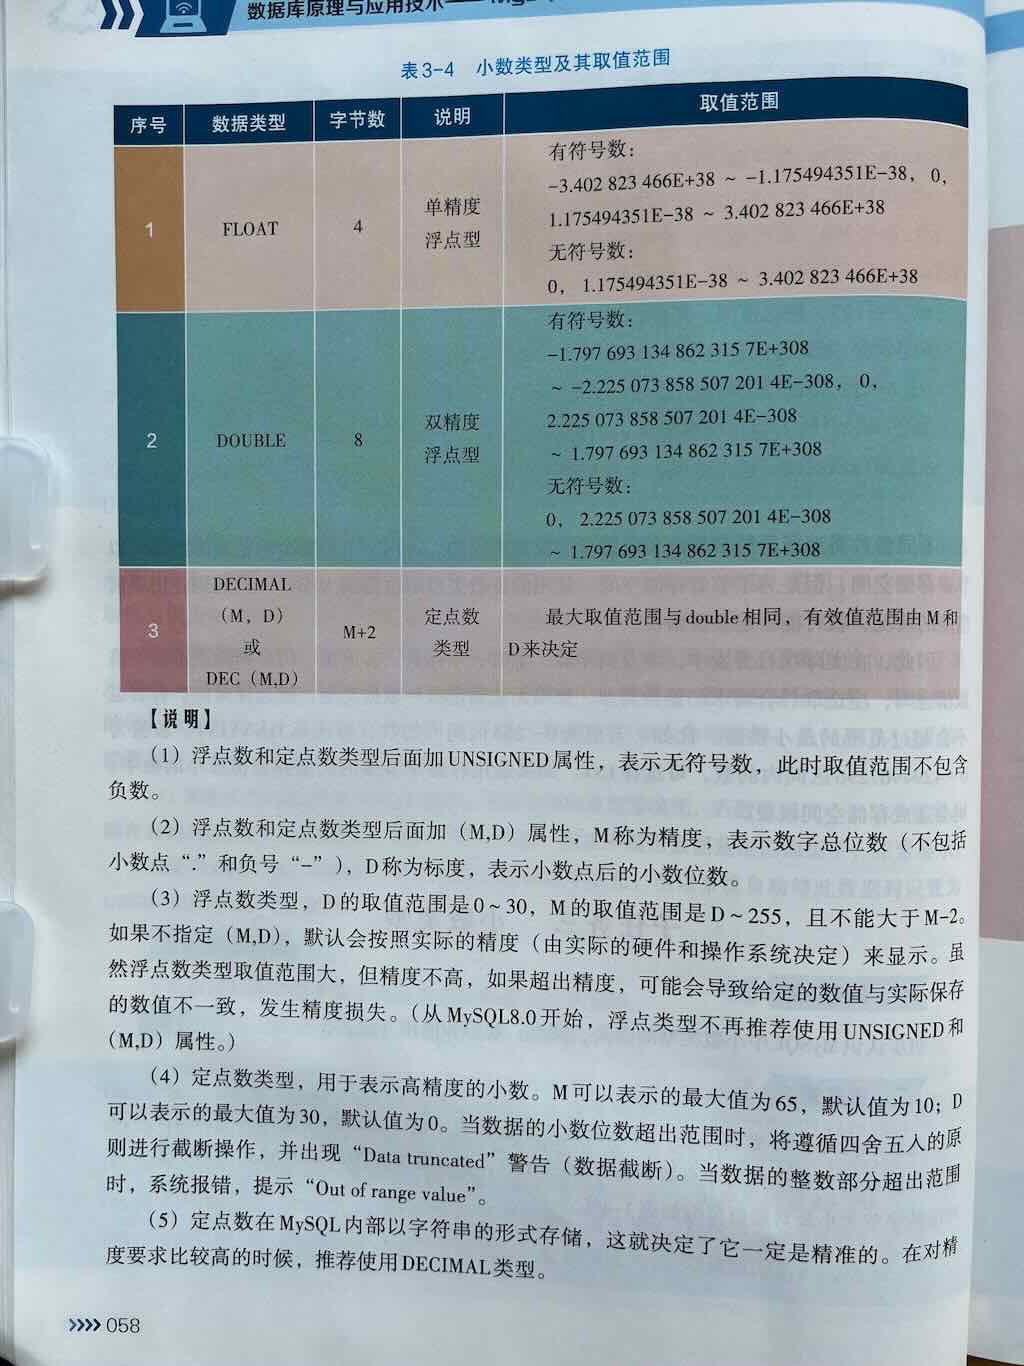 数据库原理与应用技术
表3-4 小数类型及其取值范围
序号 数据类型 字节数 说明 取值范围
1 FLOAT 4 单精度
浮点型
有符号数：
-3.402 823 466E+38 ~ -1.175494351E-38， 0，
1.175494351E-38 ~ 3.402 823 466E+38
无符号数：
0， 1.175494351E-38 ~ 3.402 823 466E+38
2 DOUBLE 8 双精度
浮点型
有符号数：
-1.797 693 134 862 315 7E+308
~ -2.225 073 858 507 201 4E-308， 0，
2.225 073 858 507 201 4E-308
~ 1.797 693 134 862 315 7E+308
无符号数：
0， 2.225 073 858 507 201 4E-308
~ 1.797 693 134 862 315 7E+308
3 DECIMAL
（M，D）
或
DEC（M,D）
M+2 定点数
类型
最大取值范围与double相同，有效值范围由M和
D来决定
【说明】
（1）浮点数和定点数类型后面加UNSIGNED属性，表示无符号数，此时取值范围不包含
负数。
（2）浮点数和定点数类型后面加（M,D）属性，M称为精度，表示数字总位数（不包括
小数点“.”和负号“-”），D称为标度，表示小数点后的小数位数。
（3）浮点数类型，D的取值范围是0~30，M的取值范围是D~255，且不能大于M-2。
如果不指定（M,D），默认会按照实际的精度（由实际的硬件和操作系统决定）来显示。虽
然浮点数类型取值范围大，但精度不高，如果超出精度，可能会导致给定的数值与实际保存
的数值不一致，发生精度损失。（从MySQL8.0开始，浮点类型不再推荐使用UNSIGNED和
（M,D）属性。）
（4）定点数类型，用于表示高精度的小数。M可以表示的最大值为65，默认值为10；D
可以表示的最大值为30，默认值为0。当数据的小数位数超出范围时，将遵循四舍五入的原
则进行截断操作，并出现“Data truncated”警告（数据截断）。当数据的整数部分超出范围
时，系统报错，提示“Out of range value”。
（5）定点数在MySQL内部以字符串的形式存储，这就决定了它一定是精准的。在对精
度要求比较高的时候，推荐使用DECIMAL类型。
058